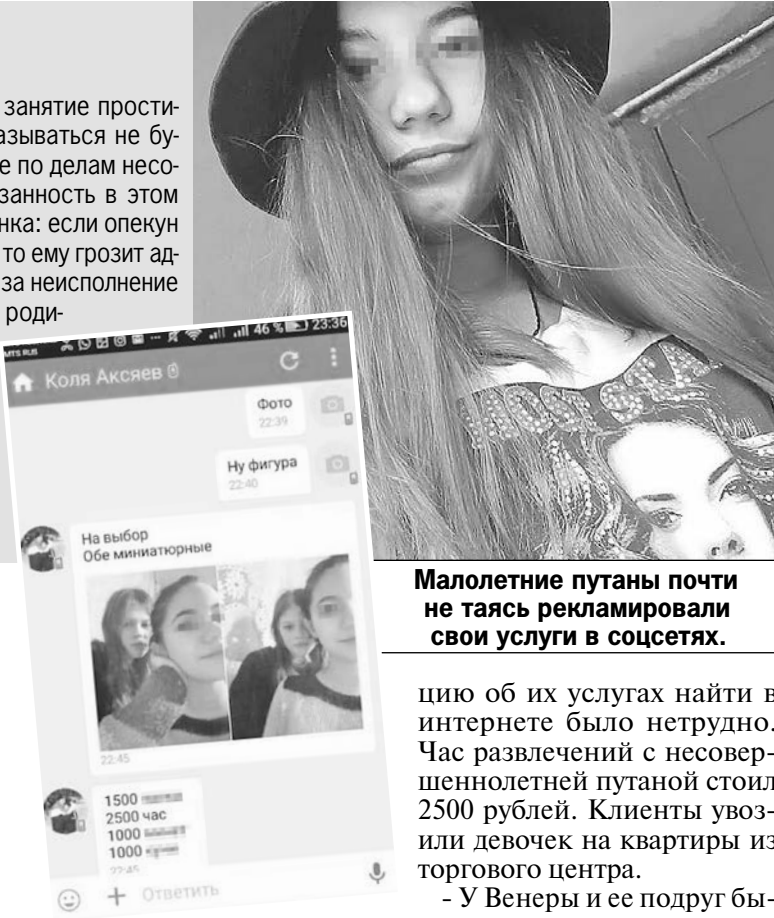 занятие прости-
азываться не бу-
е по делам несо-
занность в этом
нка: если опекун
то ему грозит ад-
за неисполнение
роди-
MTS RUS
46 % 23:36
Коля Аксяев
Фото
22:39
Ну фигура
22:40
На выбор
Обе миниатюрные
22:45
1500
2500 час
1000
1000
22:45
Ответить
Малолетние путаны почти
не таясь рекламировали
свои услуги в соцсетях.
цию об их услугах найти в
интернете было нетрудно.
Час развлечений с несовер-
шеннолетней путаной стоил
2500 рублей. Клиенты увоз-
или девочек на квартиры из
торгового центра.
- У Венеры и ее подруг бы-